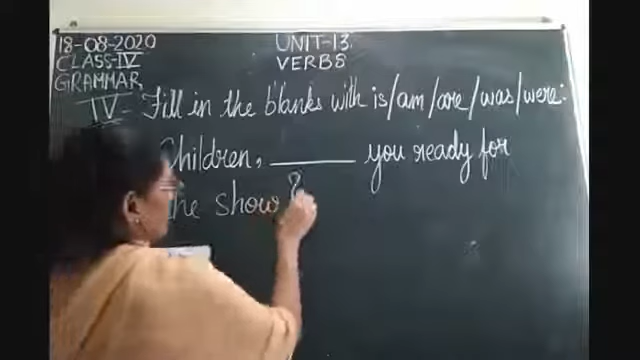 18-08-2020
CLASS-IV
GRAMMAR
UNIT-13.
VERBS
IV Fill in the blanks with is/am/are/was/were:
Children, ______ you ready for
the show ?